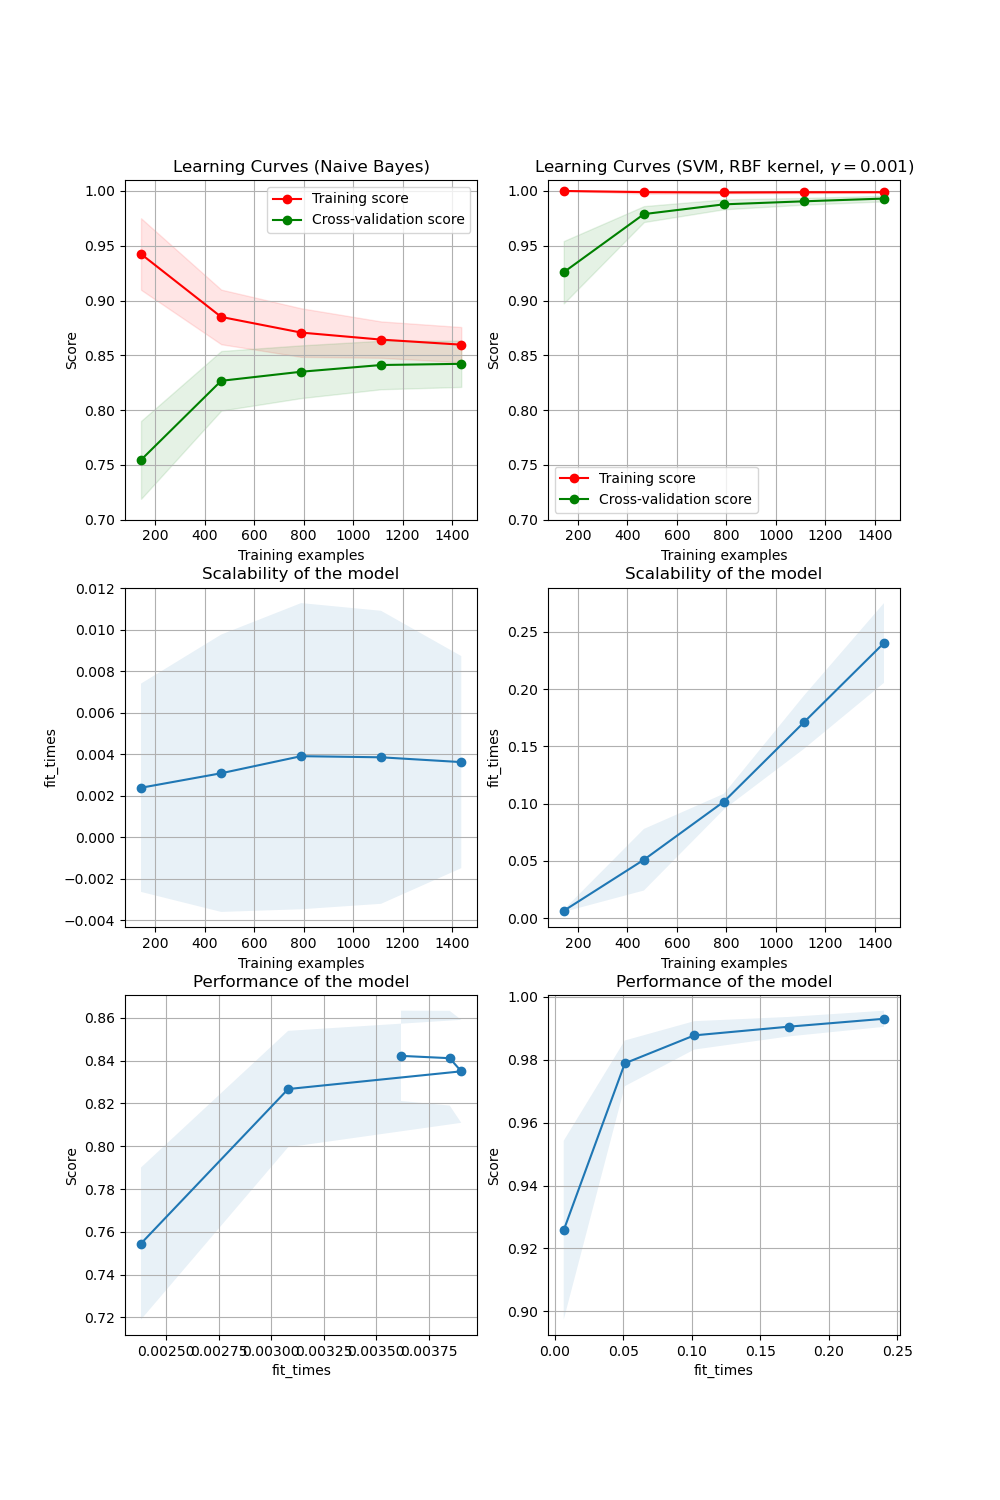 Learning Curves (Naive Bayes)
1.00
0.95
0.90
0.85
0.80
0.75
0.70
Score
Training score
Cross-validation score
200 400 600 800 1000 1200 1400
Training examples
Learning Curves (SVM, RBF kernel, γ = 0.001)
1.00
0.95
0.90
0.85
0.80
0.75
0.70
Score
Training score
Cross-validation score
200 400 600 800 1000 1200 1400
Training examples
Scalability of the model
0.012
0.010
0.008
0.006
0.004
0.002
0.000
−0.002
−0.004
fit_times
200 400 600 800 1000 1200 1400
Training examples
Scalability of the model
0.25
0.20
0.15
0.10
0.05
0.00
fit_times
200 400 600 800 1000 1200 1400
Training examples
Performance of the model
0.86
0.84
0.82
0.80
0.78
0.76
0.74
0.72
Score
0.00250 0.00275 0.00300 0.00325 0.00350 0.00375
fit_times
Performance of the model
1.00
0.98
0.96
0.94
0.92
0.90
Score
0.00 0.05 0.10 0.15 0.20 0.25
fit_times